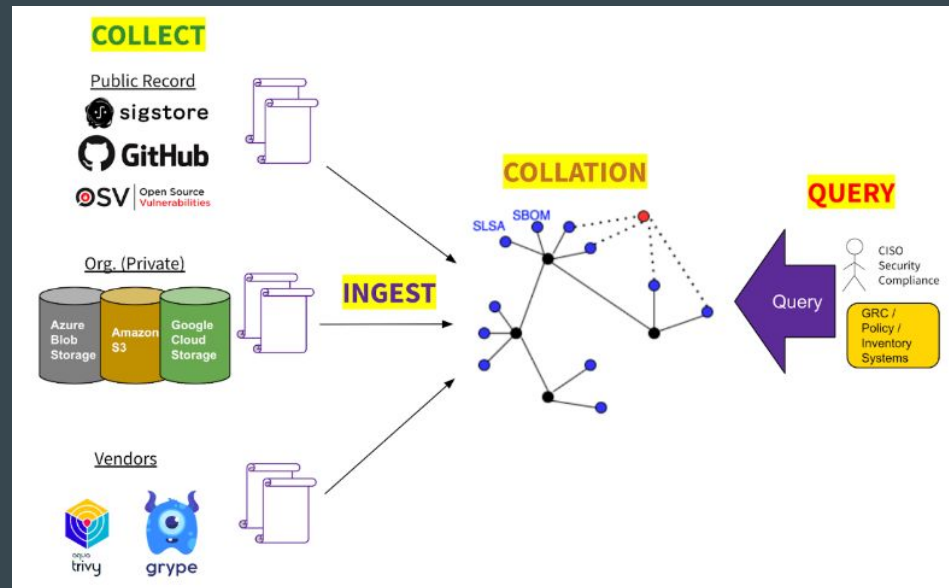 COLLECT
Public Record
sigstore
GitHub
OSV
Open Source
Vulnerabilities
Org. (Private)
Azure
Blob
Storage
Amazon
S3
Google
Cloud
Storage
Vendors
aqua
trivy
grype
INGEST
COLLATION
SLSA
SBOM
QUERY
Query
CISO
Security
Compliance
GRC /
Policy /
Inventory
Systems